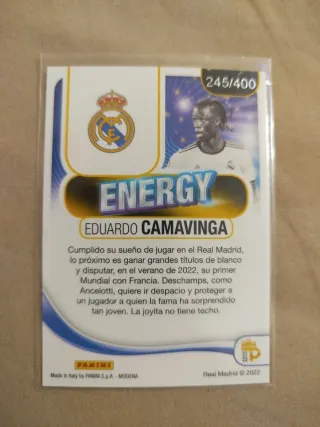 245/400
ENERGY
EDUARDO CAMAVINGA
Cumplido su sueño de jugar en el Real Madrid,
lo próximo es ganar grandes títulos de blanco
y disputar, en el verano de 2022, su primer
Mundial con Francia. Deschamps, como
Ancelotti, quiere ir despacio y proteger a
un jugador a quien la fama ha sorprendido
tan joven. La joyita no tiene techo.
PANINI
Made in Italy by PANINI S.p.A. - MODENA
Real Madrid © 2022